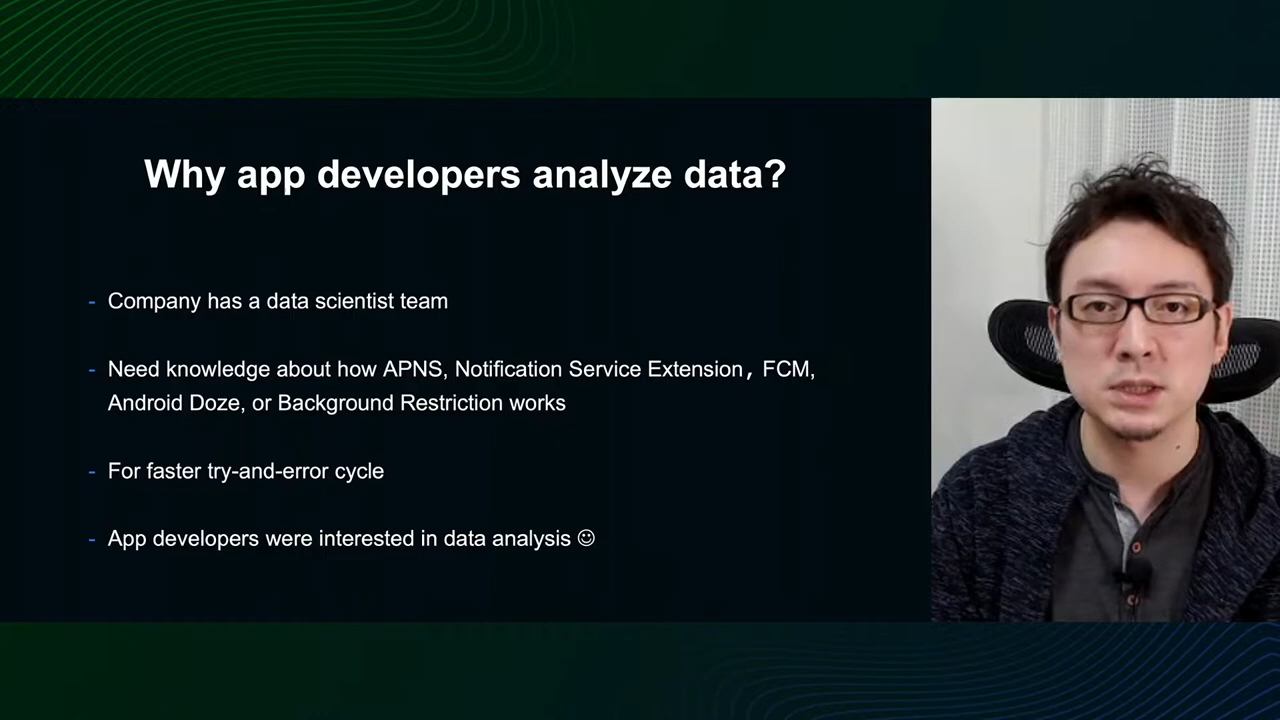 Why app developers analyze data?
- Company has a data scientist team
- Need knowledge about how APNS, Notification Service Extension, FCM,
Android Doze, or Background Restriction works
- For faster try-and-error cycle
- App developers were interested in data analysis ☺